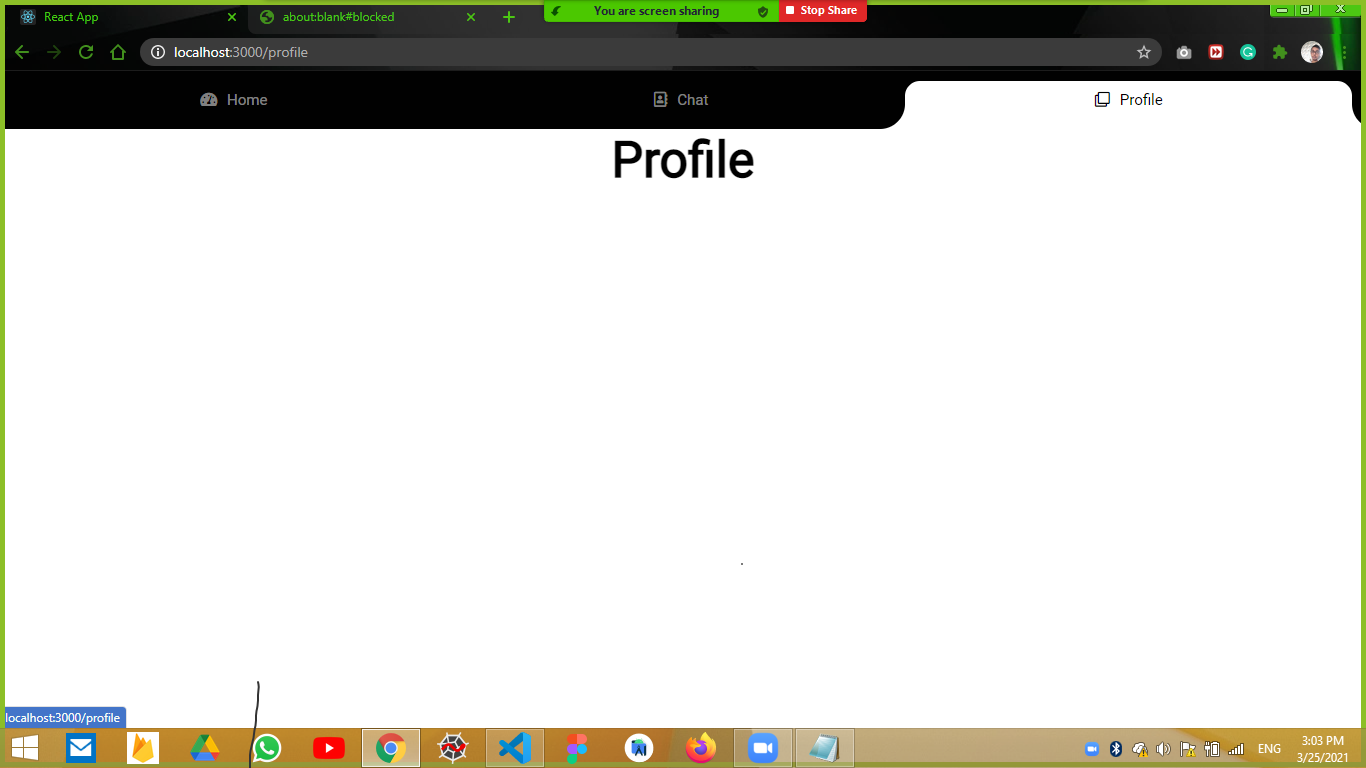 React App
about:blank#blocked
You are screen sharing
Stop Share
localhost:3000/profile
Home
Chat
Profile
Profile
localhost:3000/profile
ENG
3:03 PM
3/25/2021